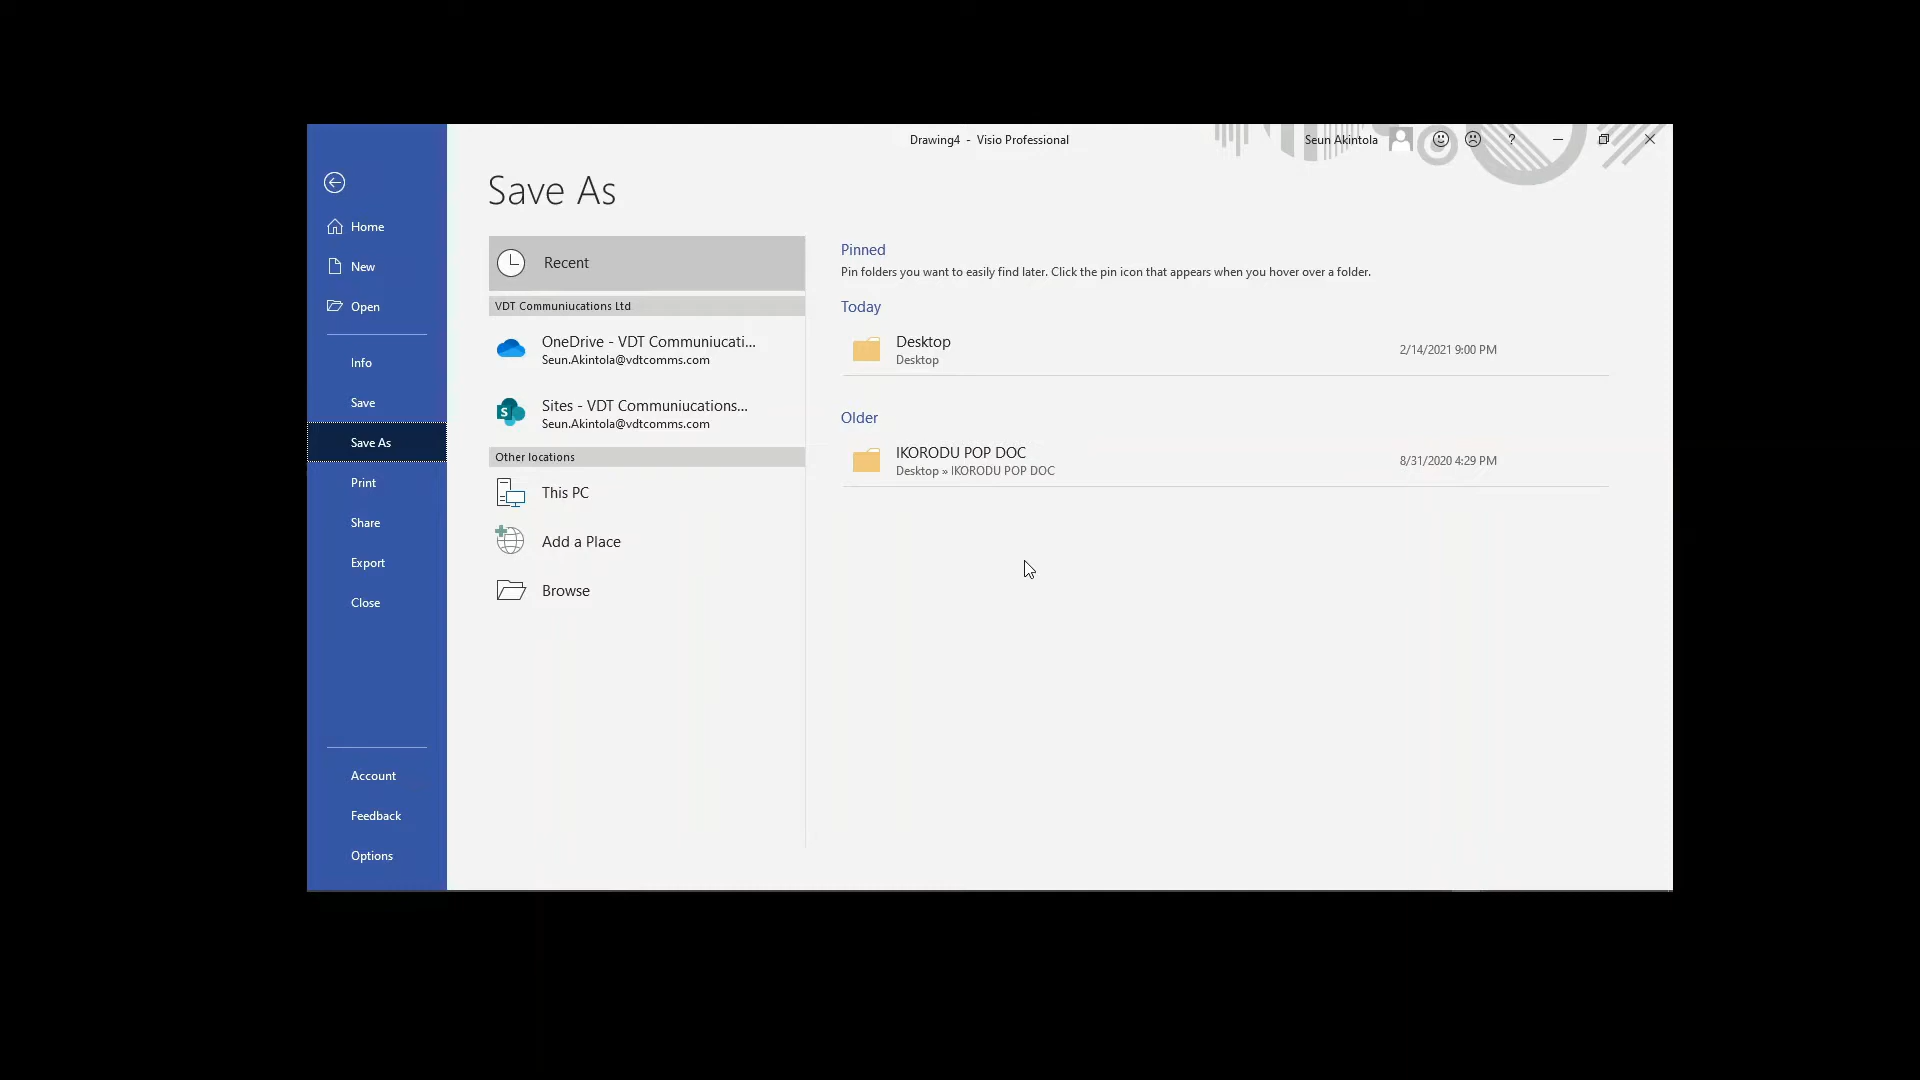 Drawing4 - Visio Professional
Seun Akintola
?
Save As
Home
New
Open
Info
Save
Save As
Print
Share
Export
Close
Account
Feedback
Options
Recent
VDT Communiucations Ltd
OneDrive - VDT Communiucati...
Seun.Akintola@vdtcomms.com
S
Sites - VDT Communiucations...
Seun.Akintola@vdtcomms.com
Other locations
This PC
Add a Place
Browse
Pinned
Pin folders you want to easily find later. Click the pin icon that appears when you hover over a folder.
Today
Desktop
Desktop
2/14/2021 9:00 PM
Older
IKORODU POP DOC
Desktop » IKORODU POP DOC
8/31/2020 4:29 PM